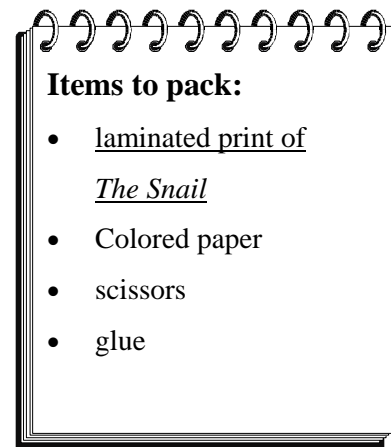 Items to pack:
• laminated print of
The Snail
• Colored paper
• scissors
• glue